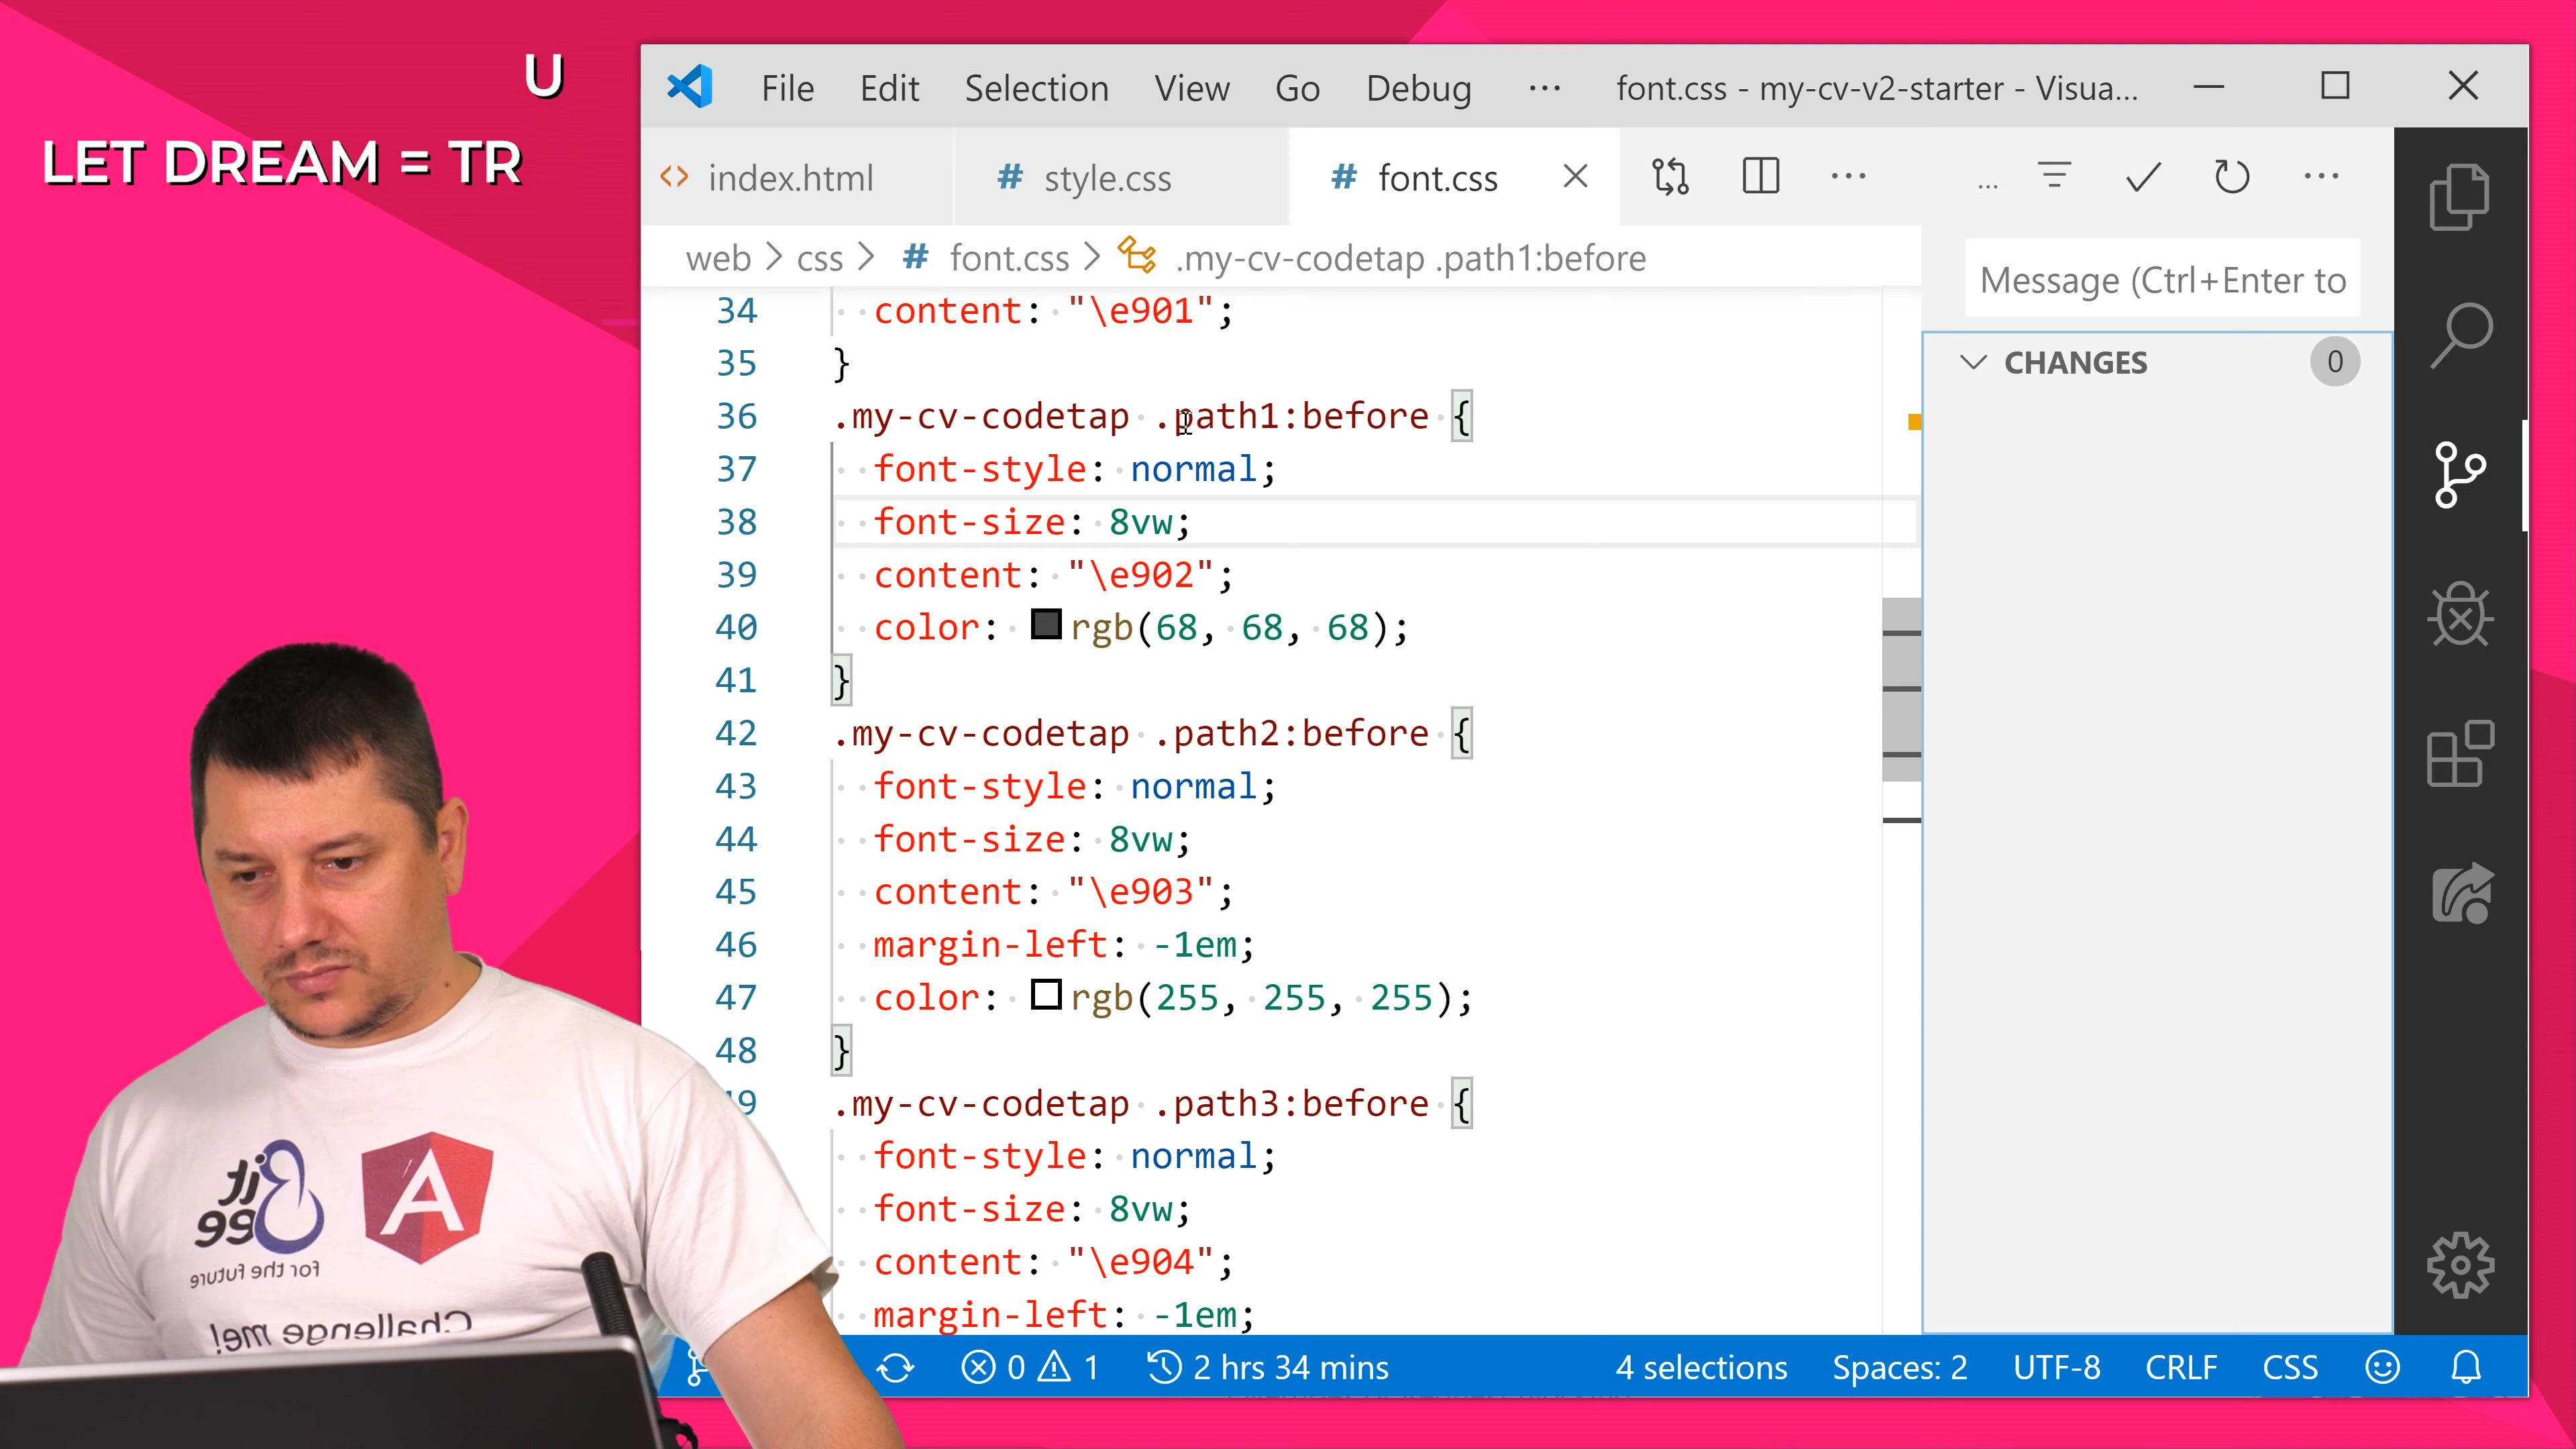 U
LET DREAM = TR
File Edit Selection View Go Debug ··· font.css - my-cv-v2-starter - Visua...
index.html # style.css # font.css ··· ... ···
web > css > # font.css > .my-cv-codetap .path1:before
Message (Ctrl+Enter to
CHANGES 0
34 content: "\e901";
35 }
36 .my-cv-codetap .path1:before {
37 font-style: normal;
38 font-size: 8vw;
39 content: "\e902";
40 color: rgb(68, 68, 68);
41 }
42 .my-cv-codetap .path2:before {
43 font-style: normal;
44 font-size: 8vw;
45 content: "\e903";
46 margin-left: -1em;
47 color: rgb(255, 255, 255);
48 }
9 .my-cv-codetap .path3:before {
font-style: normal;
font-size: 8vw;
content: "\e904";
margin-left: -1em;
Bit
99
for the future
A
Challenge me!
0 1 2 hrs 34 mins 4 selections Spaces: 2 UTF-8 CRLF CSS